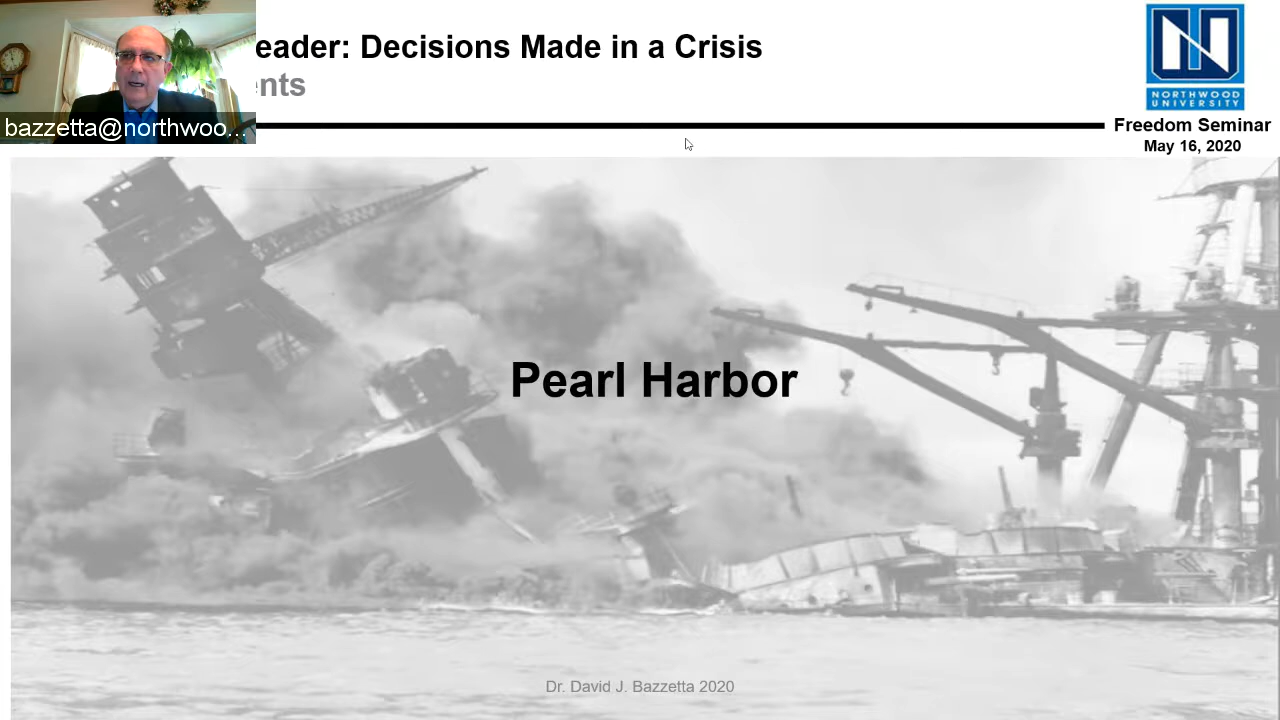 eader: Decisions Made in a Crisis
ents
bazzetta@northwoo...
NORTHWOOD
UNIVERSITY
Freedom Seminar
May 16, 2020
Pearl Harbor
Dr. David J. Bazzetta 2020